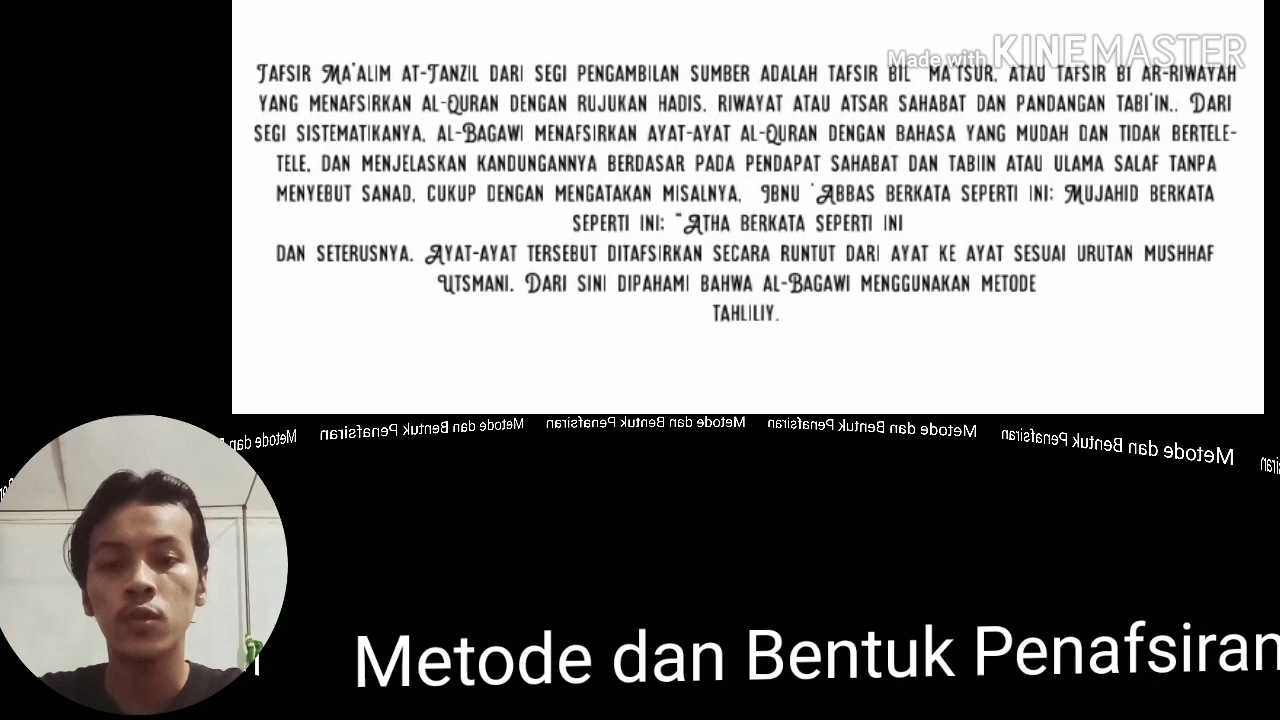 Made with KINEMASTER
TAFSIR MA'ALIM AT-TANZIL DARI SEGI PENGAMBILAN SUMBER ADALAH TAFSIR BIL MA'TSUR, ATAU TAFSIR BI AR-RIWAYAH
YANG MENAFSIRKAN AL-QURAN DENGAN RUJUKAN HADIS, RIWAYAT ATAU ATSAR SAHABAT DAN PANDANGAN TABI'IN.. DARI
SEGI SISTEMATIKANYA, AL-BAGAWI MENAFSIRKAN AYAT-AYAT AL-QURAN DENGAN BAHASA YANG MUDAH DAN TIDAK BERTELE-
TELE, DAN MENJELASKAN KANDUNGANNYA BERDASAR PADA PENDAPAT SAHABAT DAN TABIIN ATAU ULAMA SALAF TANPA
MENYEBUT SANAD, CUKUP DENGAN MENGATAKAN MISALNYA, IBNU 'ABBAS BERKATA SEPERTI INI; MUJAHID BERKATA
SEPERTI INI; "ATHA BERKATA SEPERTI INI
DAN SETERUSNYA. AYAT-AYAT TERSEBUT DITAFSIRKAN SECARA RUNTUT DARI AYAT KE AYAT SESUAI URUTAN MUSHHAF
UTSMANI. DARI SINI DIPAHAMI BAHWA AL-BAGAWI MENGGUNAKAN METODE
TAHLILIY.
Metode dan Bentuk Penafsiran Metode dan Bentuk Penafsiran Metode dan Bentuk Penafsiran Metode dan Bentuk Penafsiran
Metode dan Bentuk Penafsiran